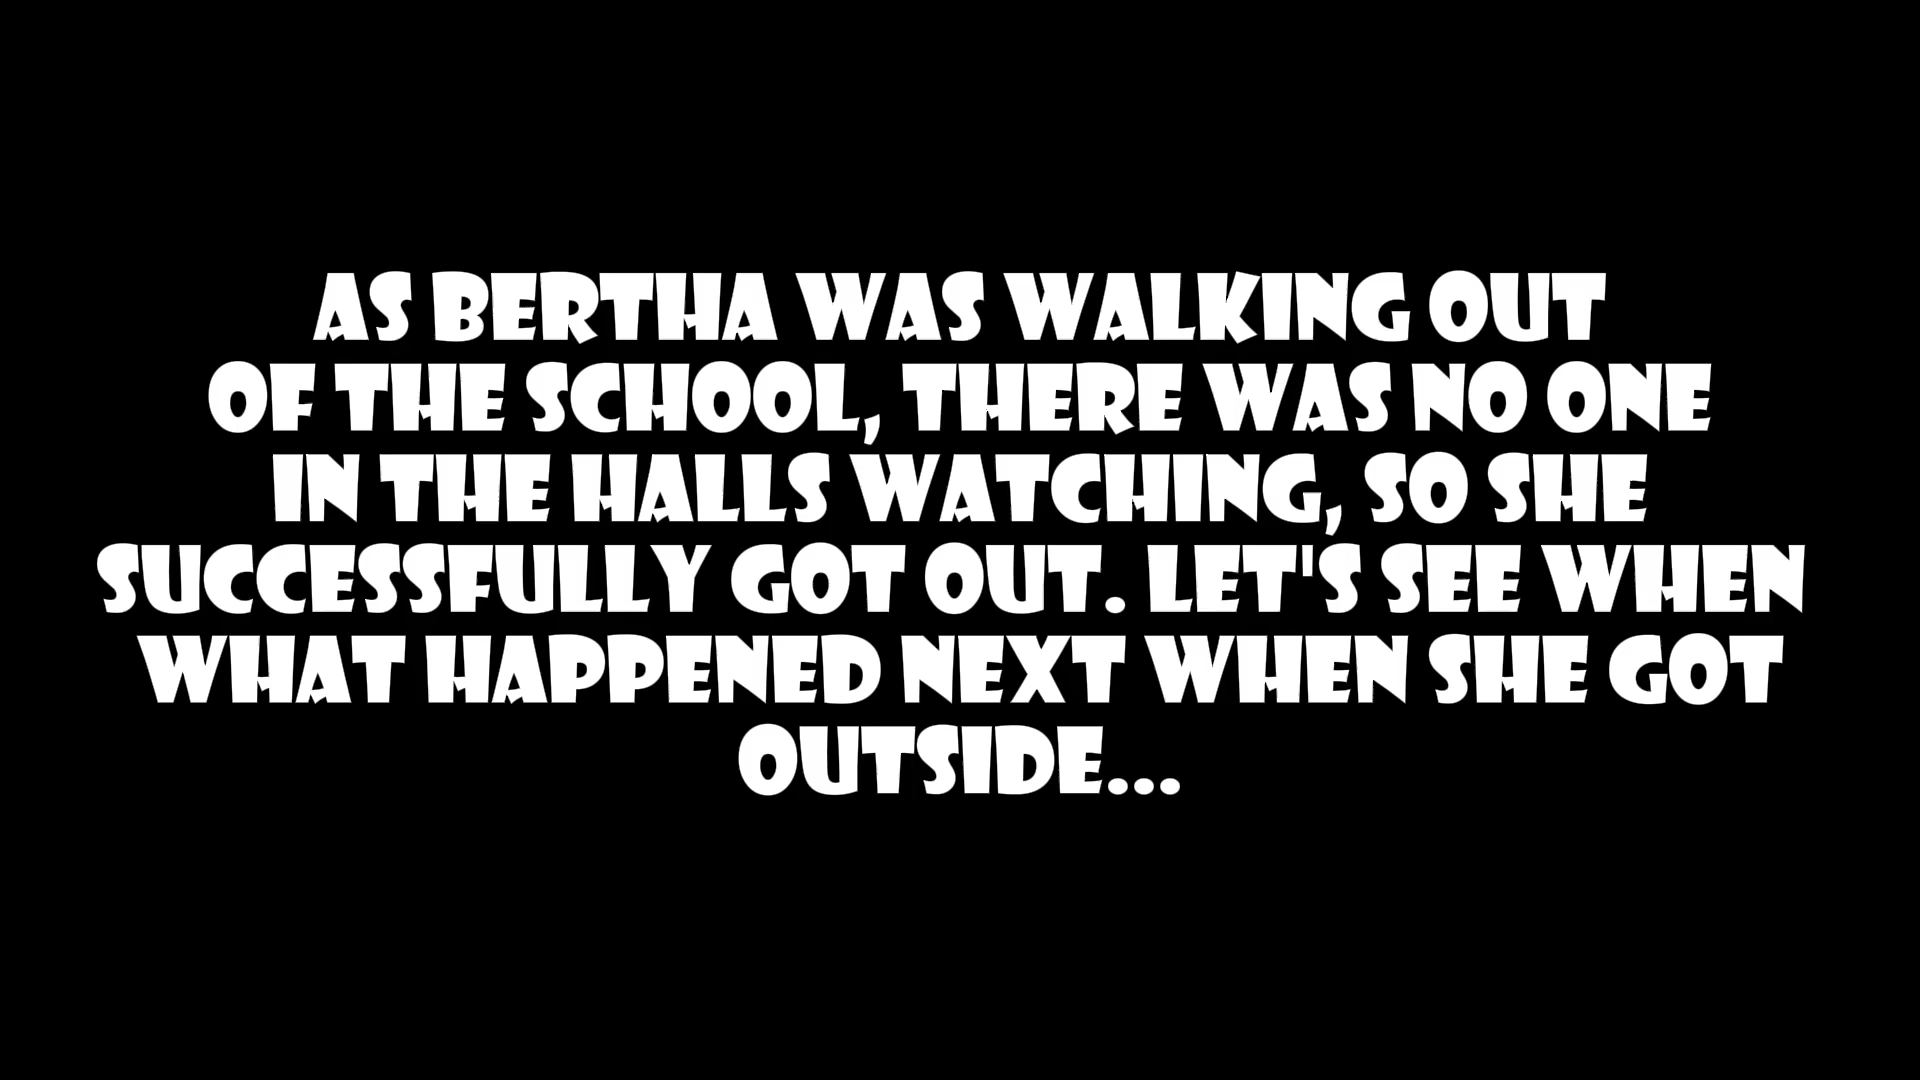 AS BERTHA WAS WALKING OUT
OF THE SCHOOL, THERE WAS NO ONE
IN THE HALLS WATCHING, SO SHE
SUCCESSFULLY GOT OUT. LET'S SEE WHEN
WHAT HAPPENED NEXT WHEN SHE GOT
OUTSIDE...